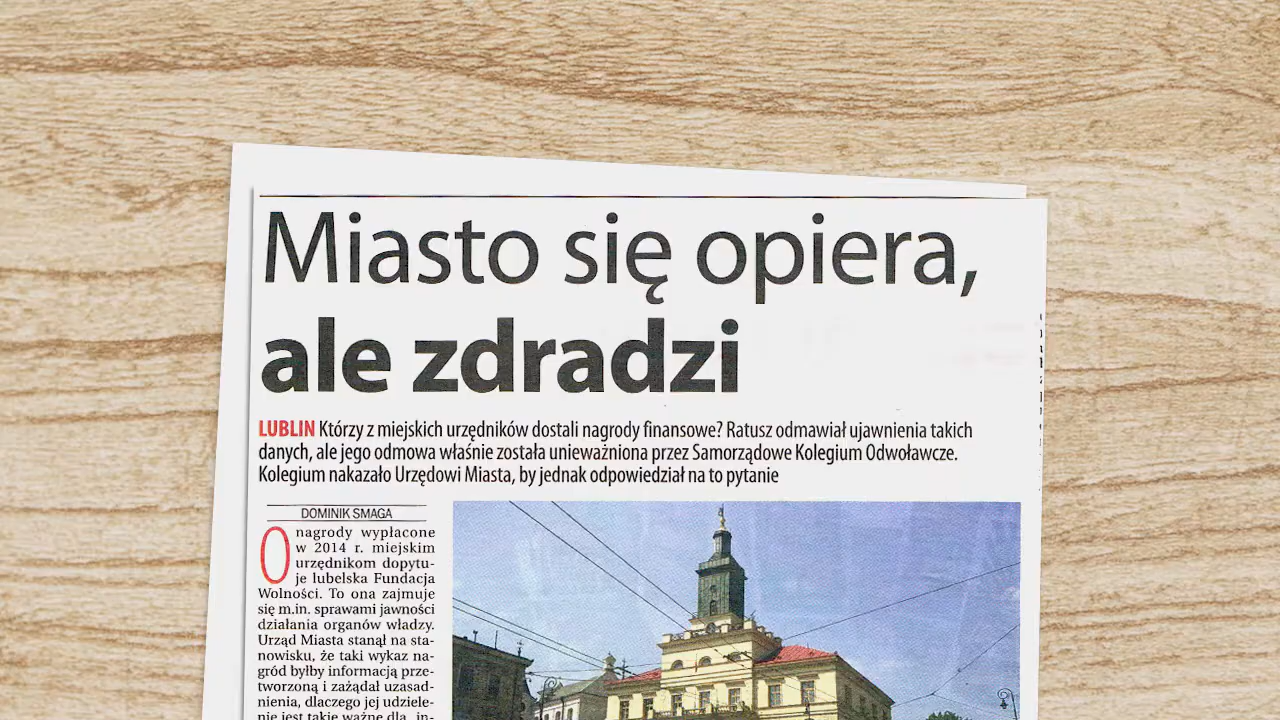 Miasto się opiera,
ale zdradzi
LUBLIN Którzy z miejskich urzędników dostali nagrody finansowe? Ratusz odmawiał ujawnienia takich
danych, ale jego odmowa właśnie została unieważniona przez Samorządowe Kolegium Odwoławcze.
Kolegium nakazało Urzędowi Miasta, by jednak odpowiedział na to pytanie
DOMINIK SMAGA
O nagrody wypłacone
w 2014 r. miejskim
urzędnikom dopytu-
je lubelska Fundacja
Wolności. To ona zajmuje
się m.in. sprawami jawności
działania organów władzy.
Urząd Miasta stanął na sta-
nowisku, że taki wykaz na-
gród byłby informacją prze-
tworzoną i zażądał uzasad-
nienia, dlaczego jej udziele-
nie jest takie ważne dla „in-